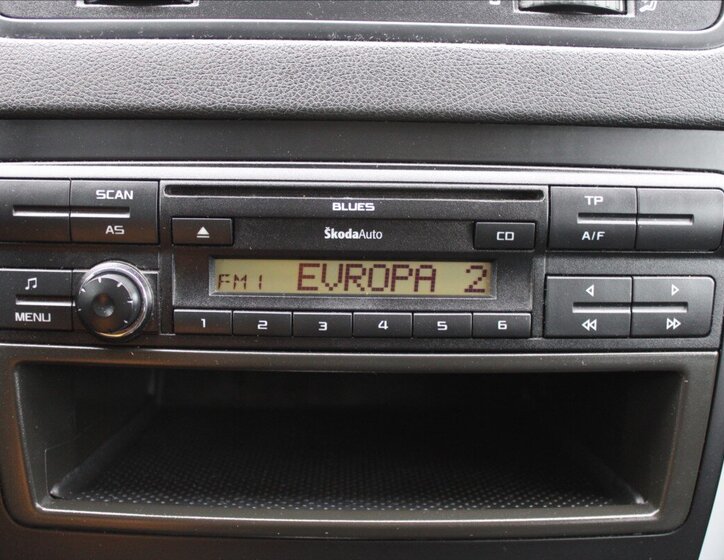 SCAN
AS
BLUES
ŠkodaAuto
CD
TP
A/F
FM1 EVROPA 2
MENU
1 2 3 4 5 6